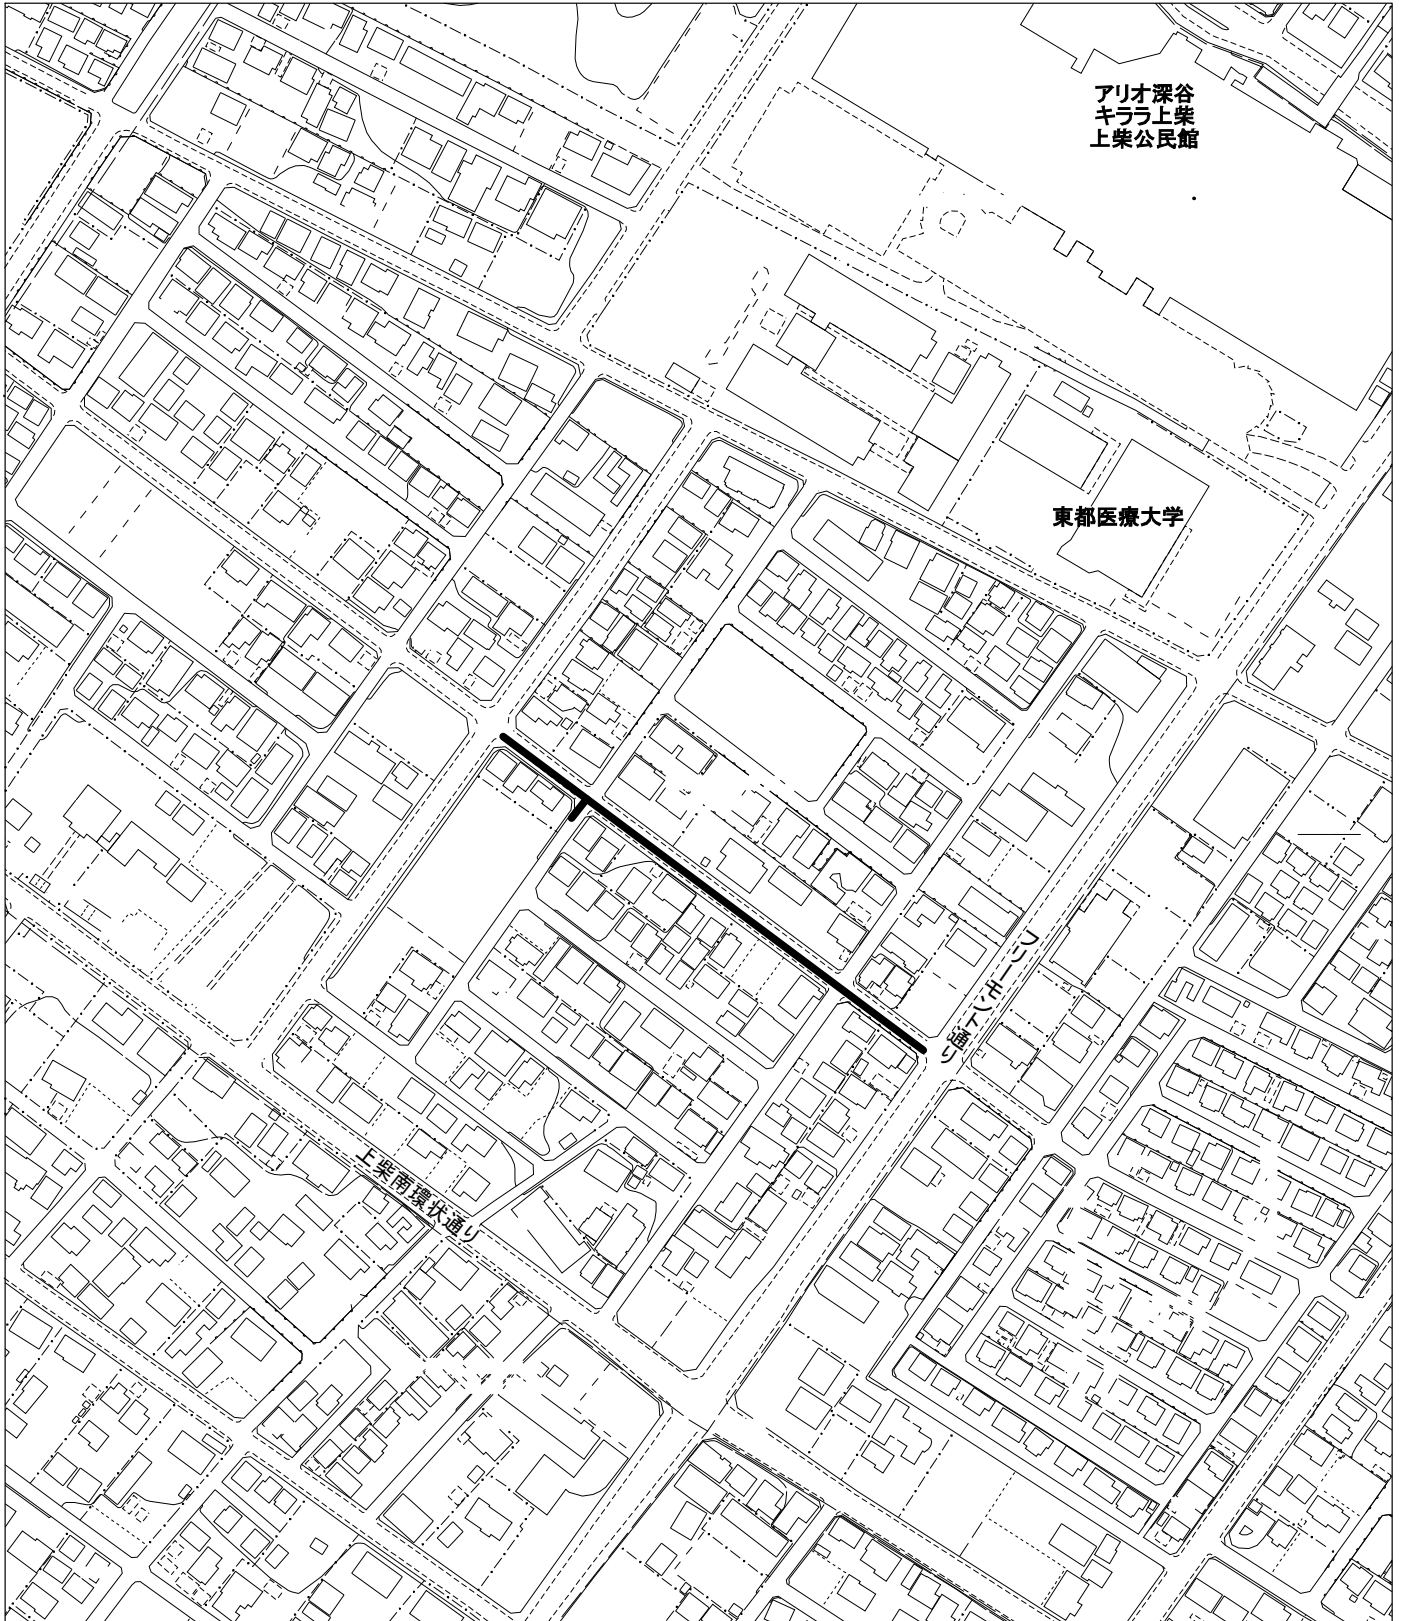 アリオ深谷
キララ上柴
上柴公民館
東都医療大学
フリーモント通り
上柴南環状通り